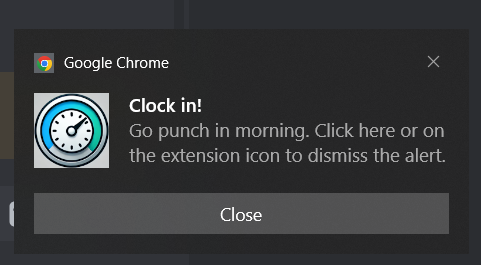 Google Chrome
Clock in!
Go punch in morning. Click here or on
the extension icon to dismiss the alert.
Close